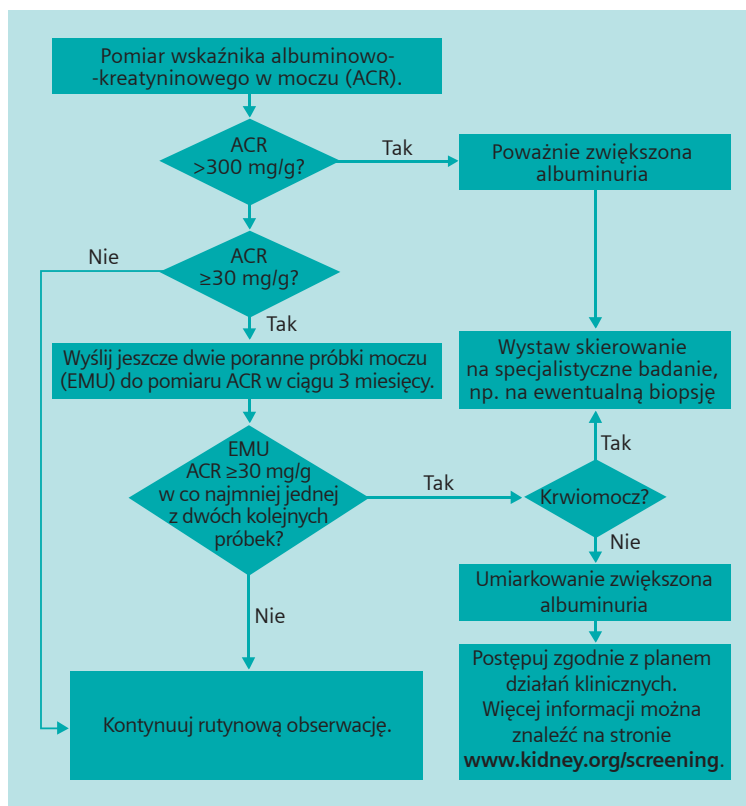 Pomiar wskaźnika albuminowo-
-kreatyninowego w moczu (ACR).
ACR
>300 mg/g?
Tak
Poważnie zwiększona
albuminuria
ACR
≥30 mg/g?
Nie
Tak
Wyślij jeszcze dwie poranne próbki moczu
(EMU) do pomiaru ACR w ciągu 3 miesięcy.
Wystaw skierowanie
na specjalistyczne badanie,
np. na ewentualną biopsję
Tak
EMU
ACR ≥30 mg/g
w co najmniej jednej
z dwóch kolejnych
próbek?
Tak
Krwiomocz?
Nie
Umiarkowanie zwiększona
albuminuria
Nie
Kontynuuj rutynową obserwację.
Postępuj zgodnie z planem
działań klinicznych.
Więcej informacji można
znaleźć na stronie
www.kidney.org/screening.